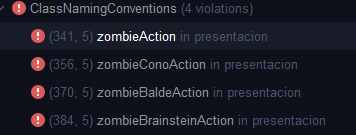 ClassNamingConventions (4 violations)
(341, 5) zombieAction in presentacion
(356, 5) zombieConoAction in presentacion
(370, 5) zombieBaldeAction in presentacion
(384, 5) zombieBrainsteinAction in presentacion